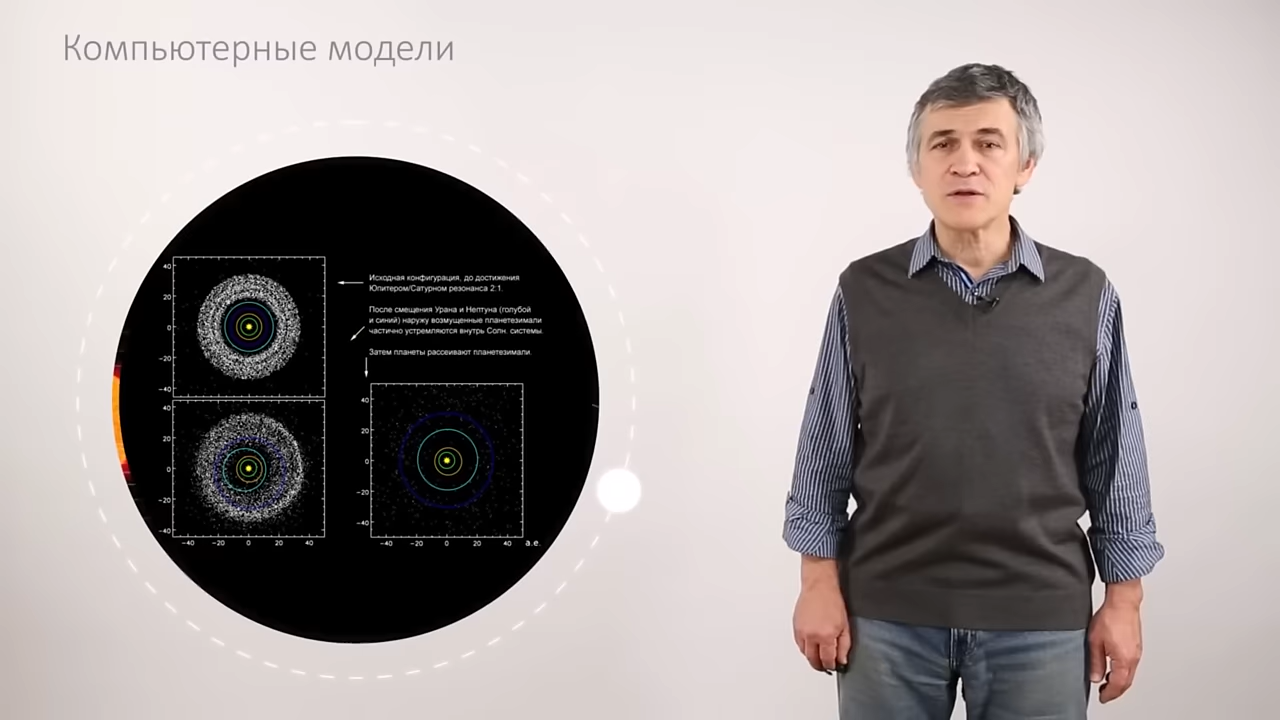 Компьютерные модели
Исходная конфигурация, до достижения
Юпитером/Сатурном резонанса 2:1.
После смещения Урана и Нептуна (голубой
и синий) наружу возмущенные планетезимали
частично устремляются внутрь Солн. системы.
Затем планеты рассеивают планетезимали.
40
20
0
-20
-40
40
20
0
-20
-40
-40 -20 0 20 40
40
20
0
-20
-40
-40 -20 0 20 40 а.е.